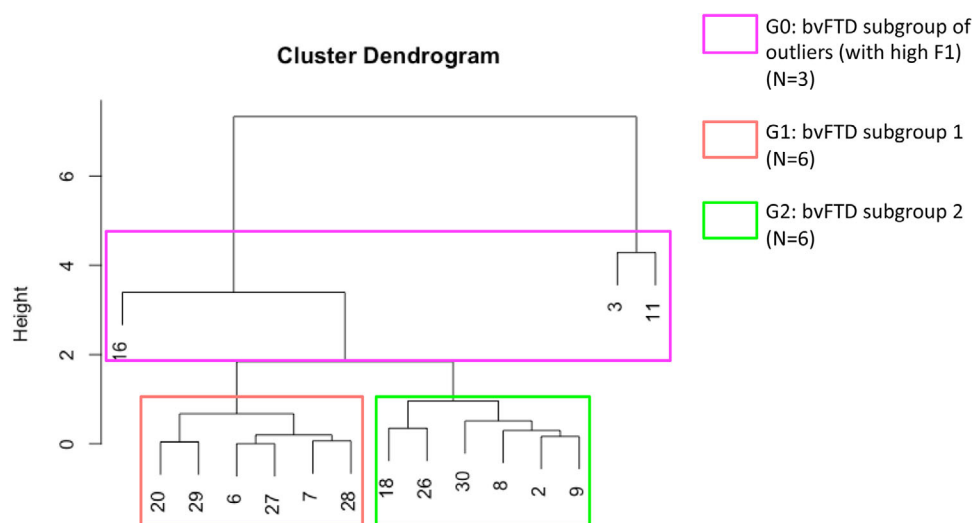 G0: bvFTD subgroup of
outliers (with high F1)
(N=3)
Cluster Dendrogram
G1: bvFTD subgroup 1
(N=6)
G2: bvFTD subgroup 2
(N=6)
Height
6
4
2
0
3
11
16
20
29
6
27
7
28
18
26
30
8
2
9